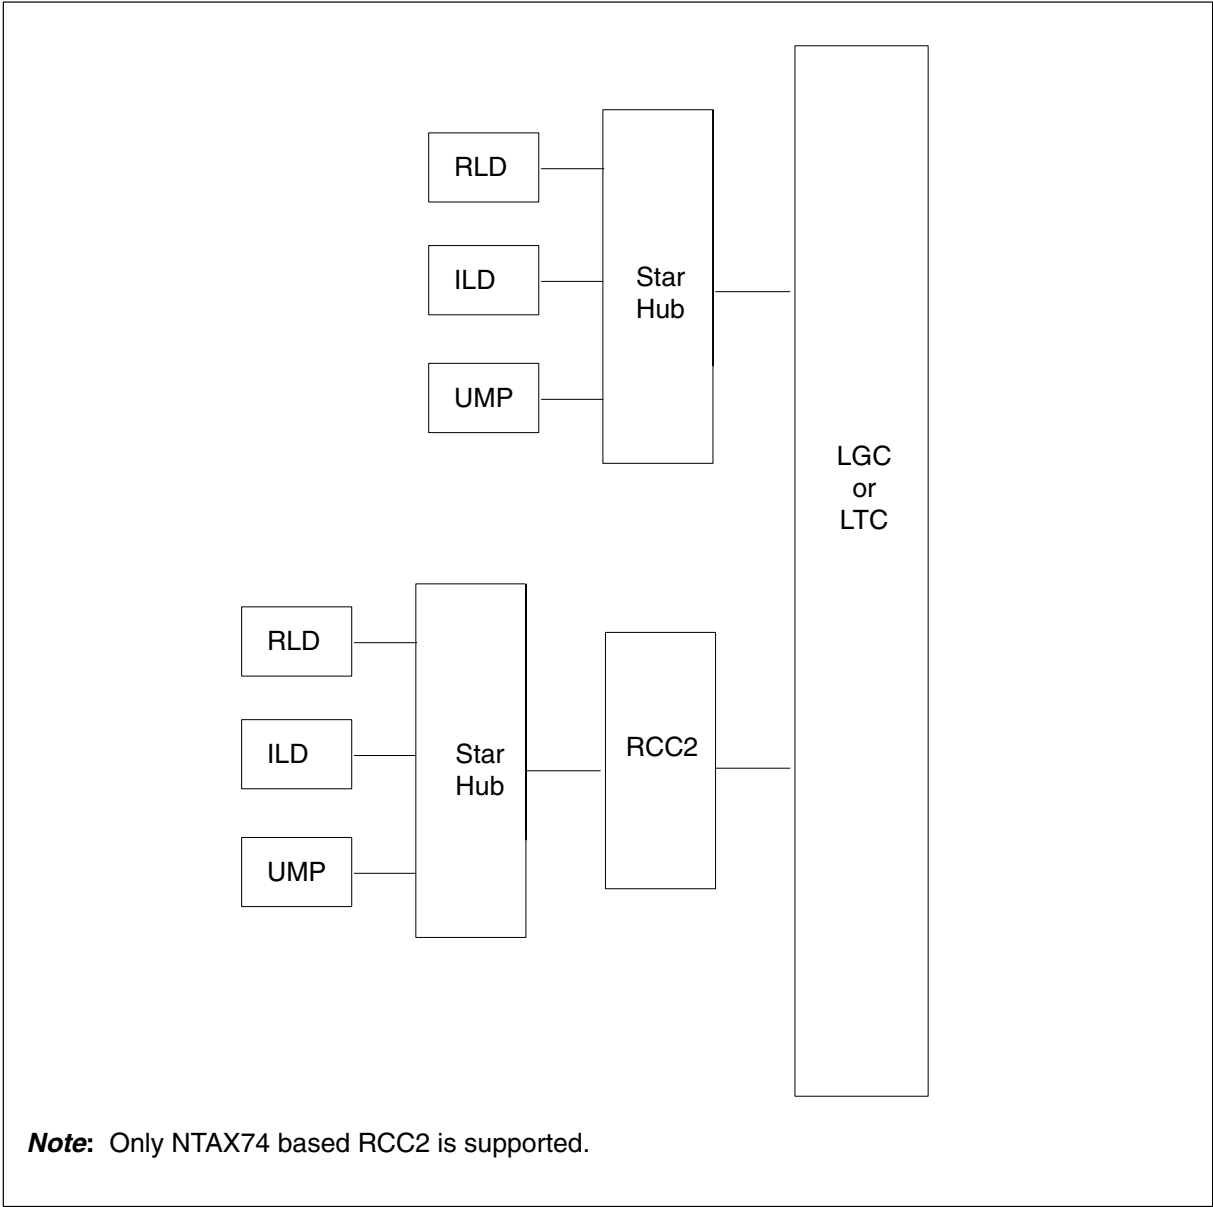 RLD
ILD
UMP
Star
Hub
LGC
or
LTC
RLD
ILD
UMP
Star
Hub
RCC2
Note: Only NTAX74 based RCC2 is supported.